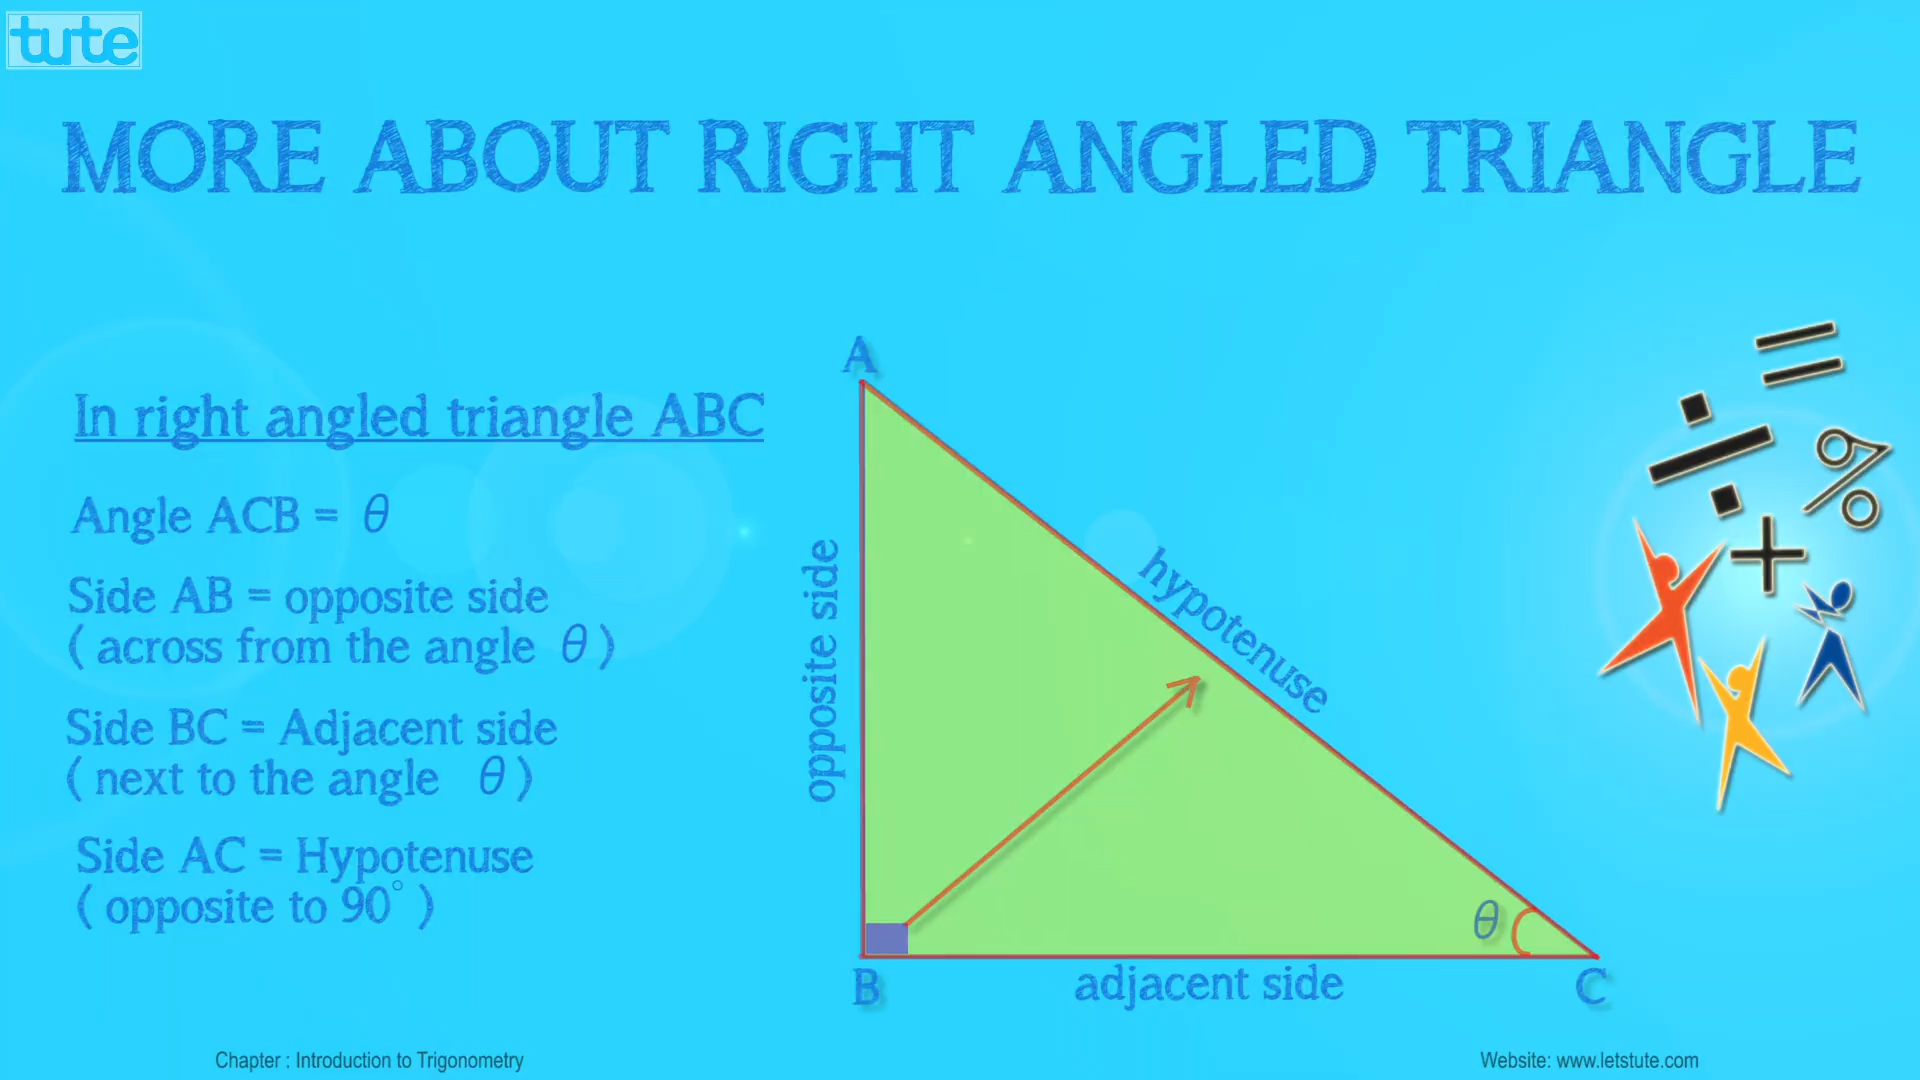 tute
MORE ABOUT RIGHT ANGLED TRIANGLE
In right angled triangle ABC
Angle ACB = θ
Side AB = opposite side
( across from the angle θ )
Side BC = Adjacent side
( next to the angle θ )
Side AC = Hypotenuse
( opposite to 90° )
A
opposite side
hypotenuse
θ
B
adjacent side
C
= ÷ % +
Chapter : Introduction to Trigonometry
Website: www.letstute.com